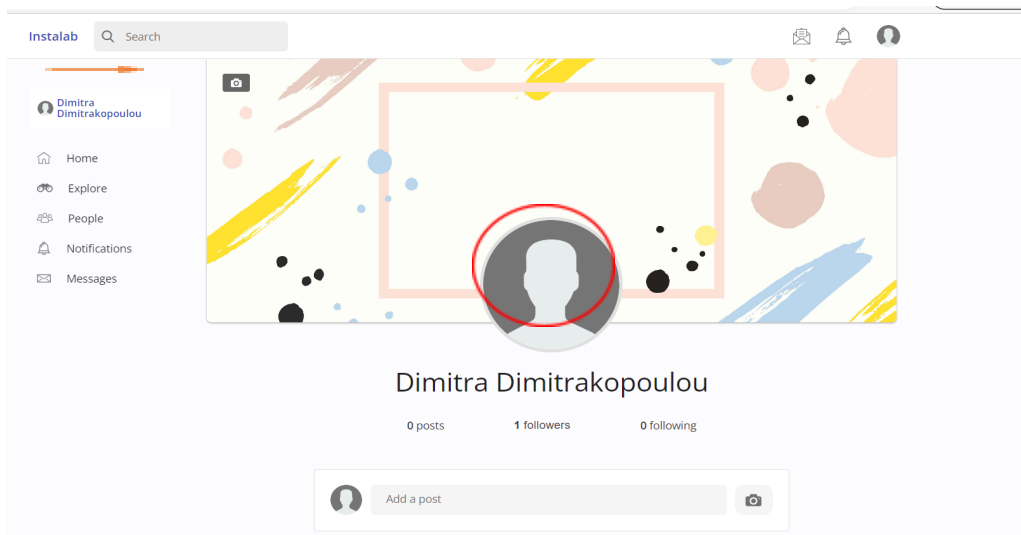 Instalab
Search
Dimitra
Dimitrakopoulou
Home
Explore
People
Notifications
Messages
Dimitra Dimitrakopoulou
0 posts 1 followers 0 following
Add a post